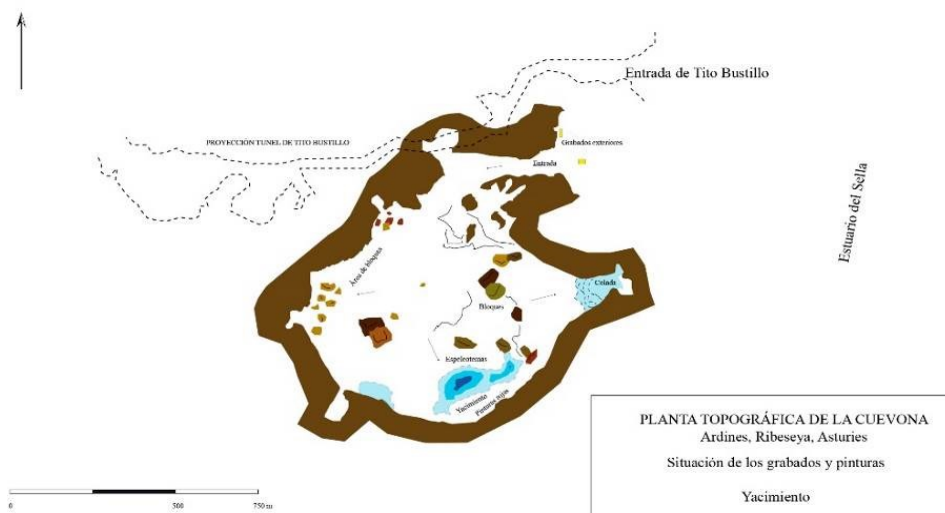 A
Entrada de Tito Bustillo
PROYECCIÓN TUNEL DE TITO BUSTILLO
Grabados exteriores
Entrada
Estuario del Sella
Área de bloques
Colada
Bloques
Espeleotemas
Yacimiento
Pinturas rojas
PLANTA TOPOGRÁFICA DE LA CUEVONA
Ardines, Ribeseya, Asturies
Situación de los grabados y pinturas
Yacimiento
0 500 750 m